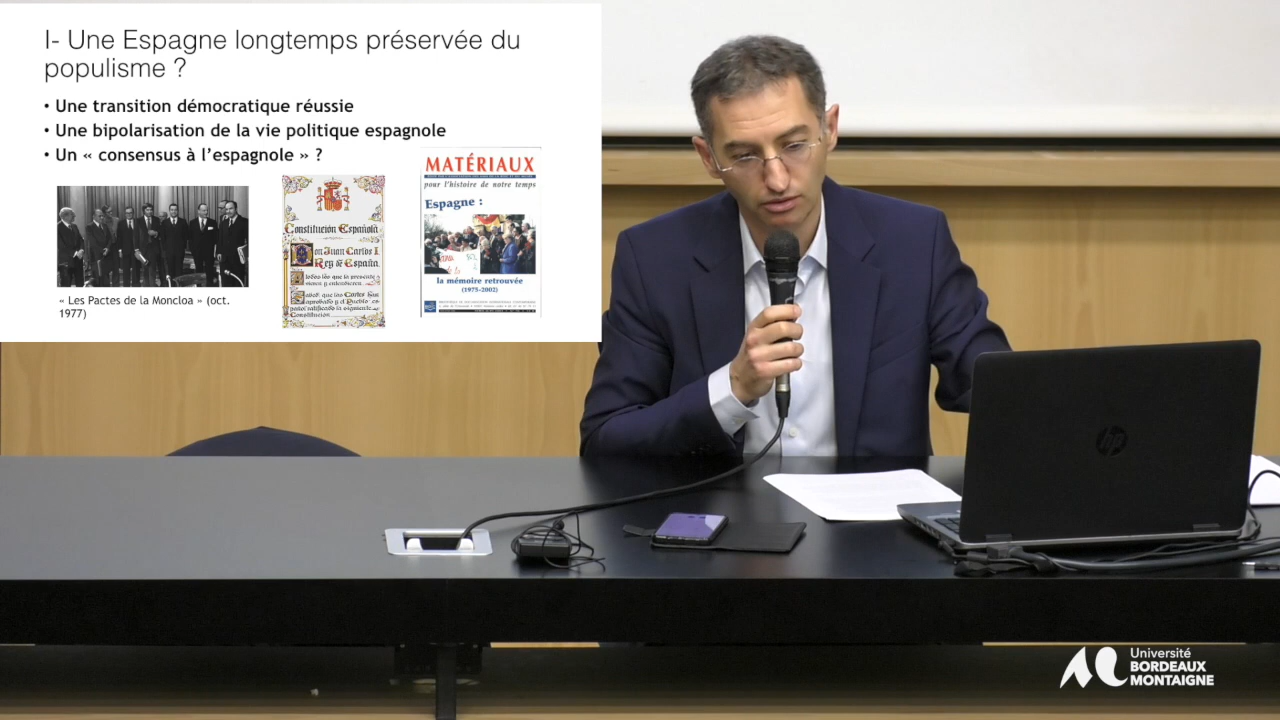 I- Une Espagne longtemps préservée du
populisme ?
• Une transition démocratique réussie
• Une bipolarisation de la vie politique espagnole
• Un « consensus à l’espagnole » ?
« Les Pactes de la Moncloa » (oct.
1977)
Constitución Española
Don Juan Carlos I,
Rey de España
MATÉRIAUX
pour l'histoire de notre temps
Espagne :
la mémoire retrouvée
(1975-2002)
hp
Université
BORDEAUX
MONTAIGNE